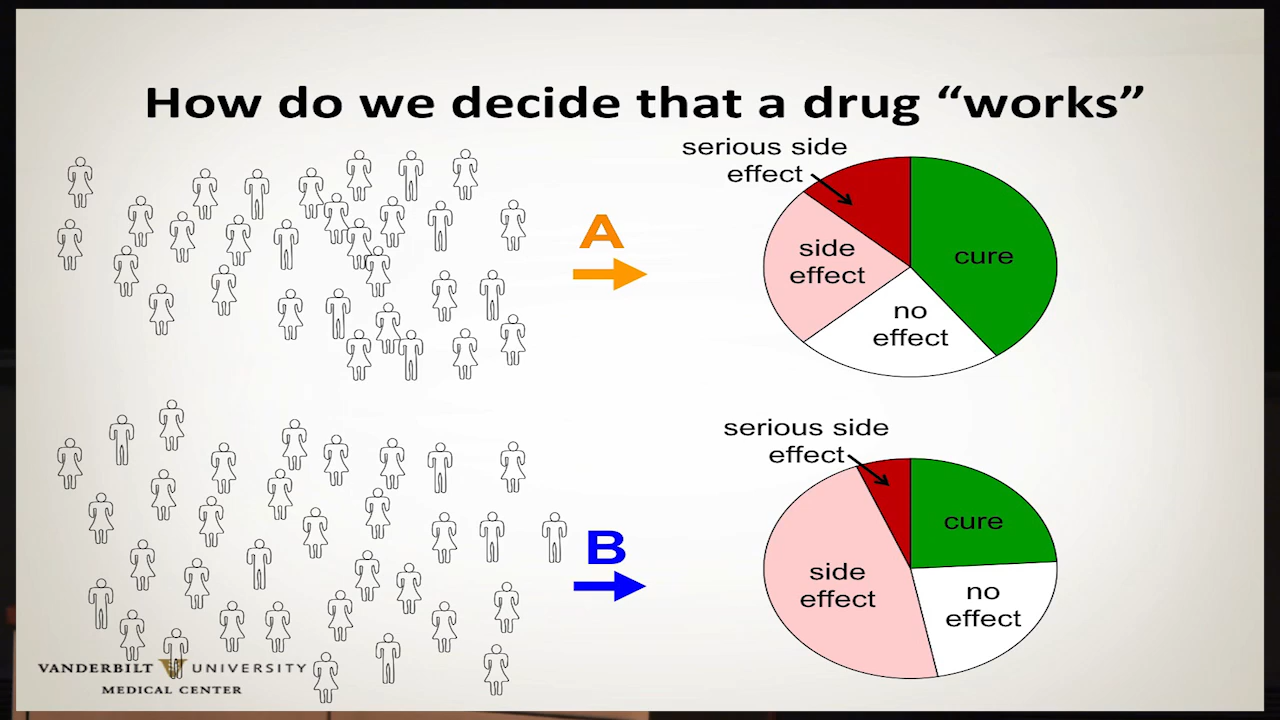 How do we decide that a drug “works”
serious side
effect
A
side
effect
cure
no
effect
serious side
effect
B
cure
side
effect
no
effect
VANDERBILT UNIVERSITY
MEDICAL CENTER